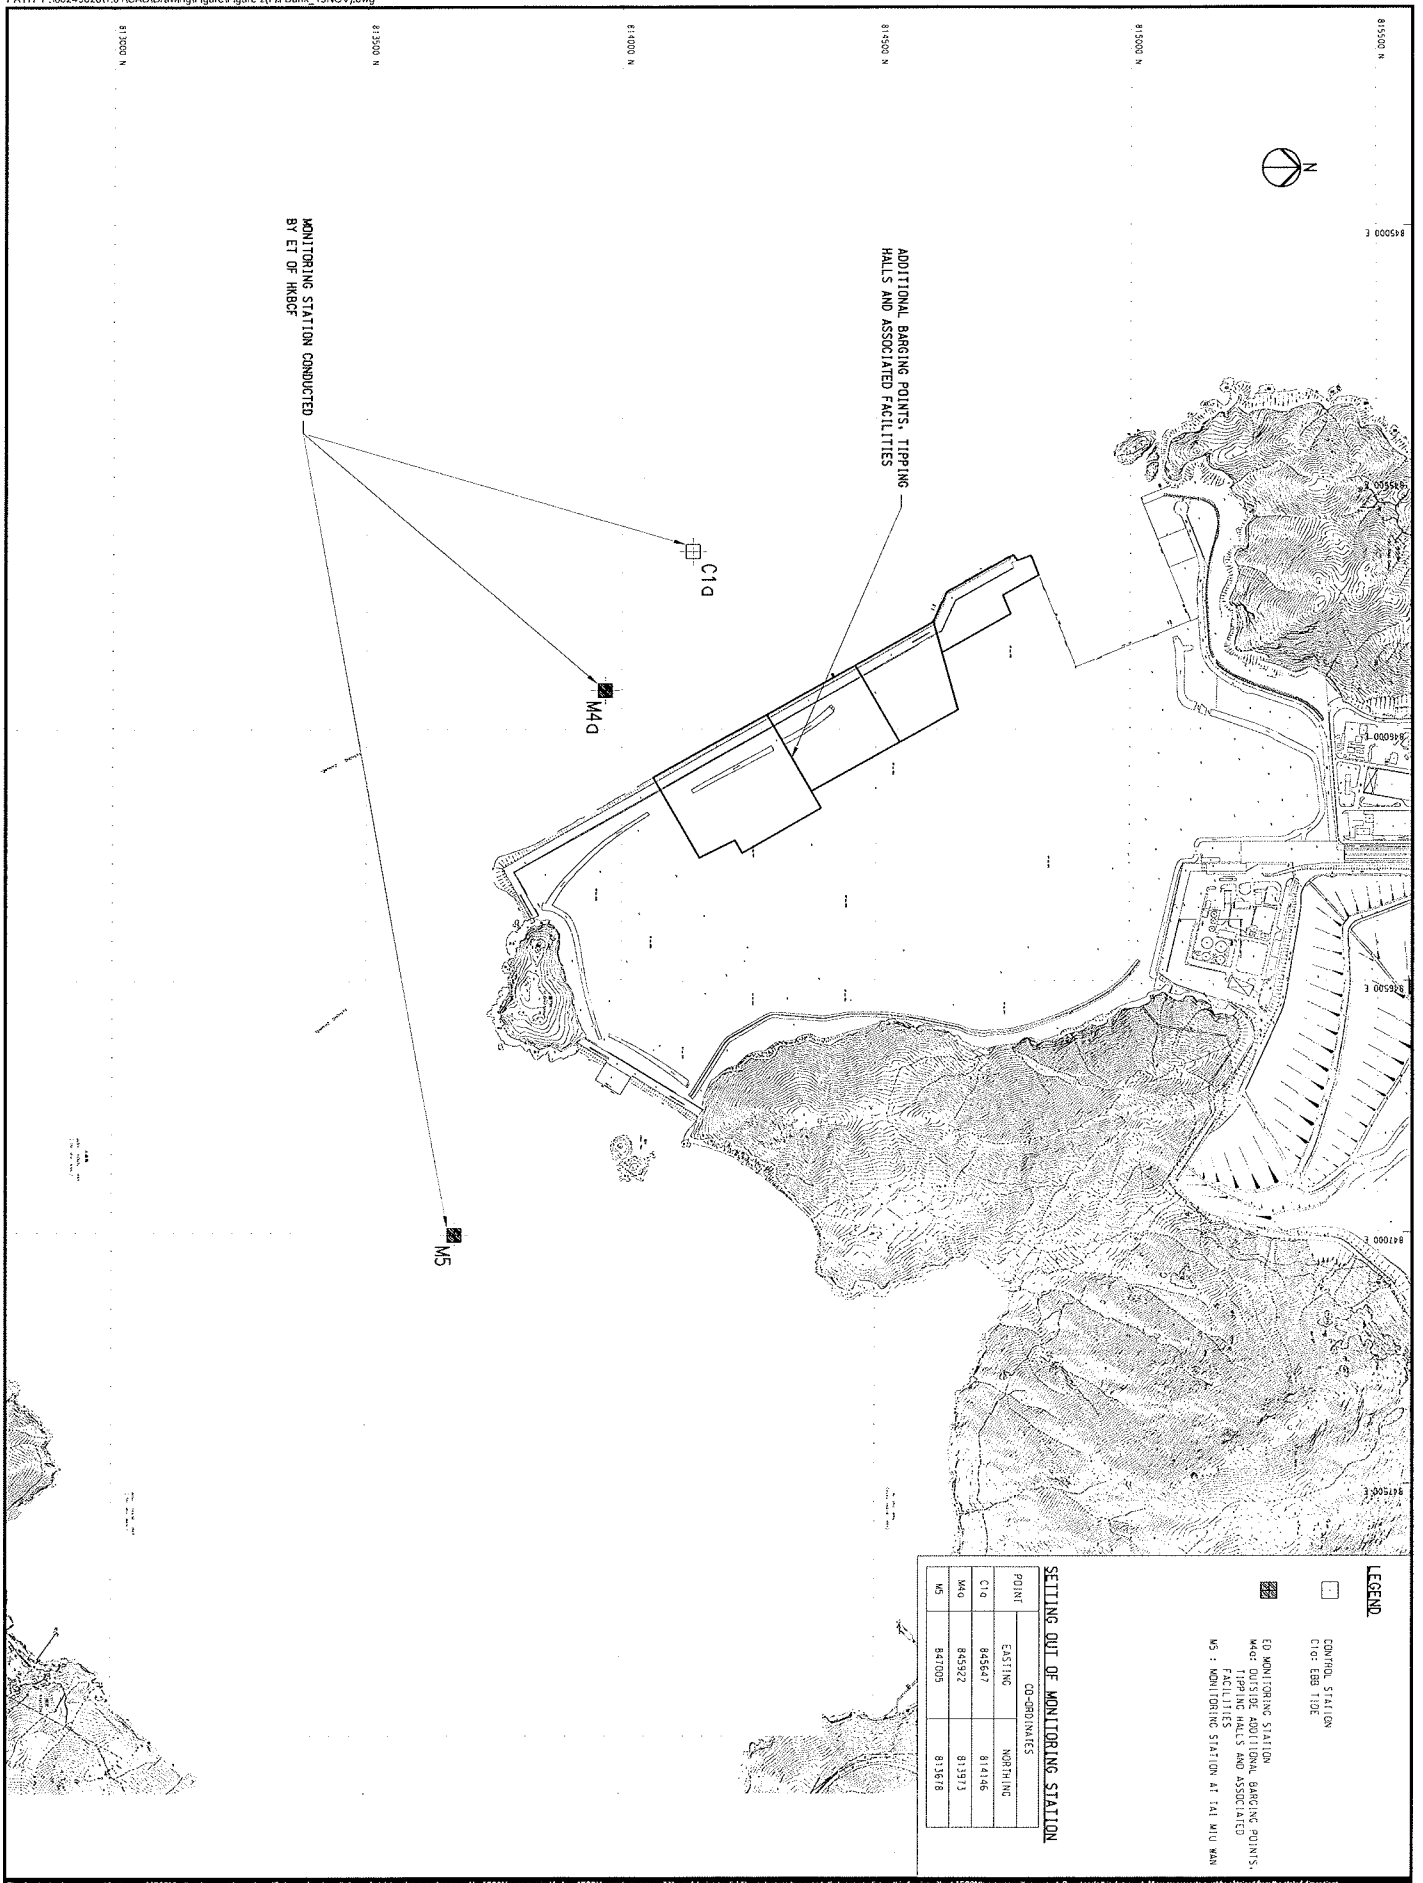 815500 N
815000 N
814500 N
814000 N
813500 N
813000 N
845000 E
845500 E
846000 E
846500 E
847000 E
847500 E
N
ADDITIONAL BARGING POINTS, TIPPING
HALLS AND ASSOCIATED FACILITIES
MONITORING STATION CONDUCTED
BY ET OF HKBCF
C1a
M4a
M5
LEGEND
CONTROL STATION
C1a: EBB TIDE
ED MONITORING STATION
M4a: OUTSIDE ADDITIONAL BARGING POINTS,
TIPPING HALLS AND ASSOCIATED
FACILITIES
M5 : MONITORING STATION AT TAI MIU WAN
SETTING OUT OF MONITORING STATION
POINT CO-ORDINATES
EASTING NORTHING
C1a 845647 814146
M4a 845922 813973
M5 847005 813678